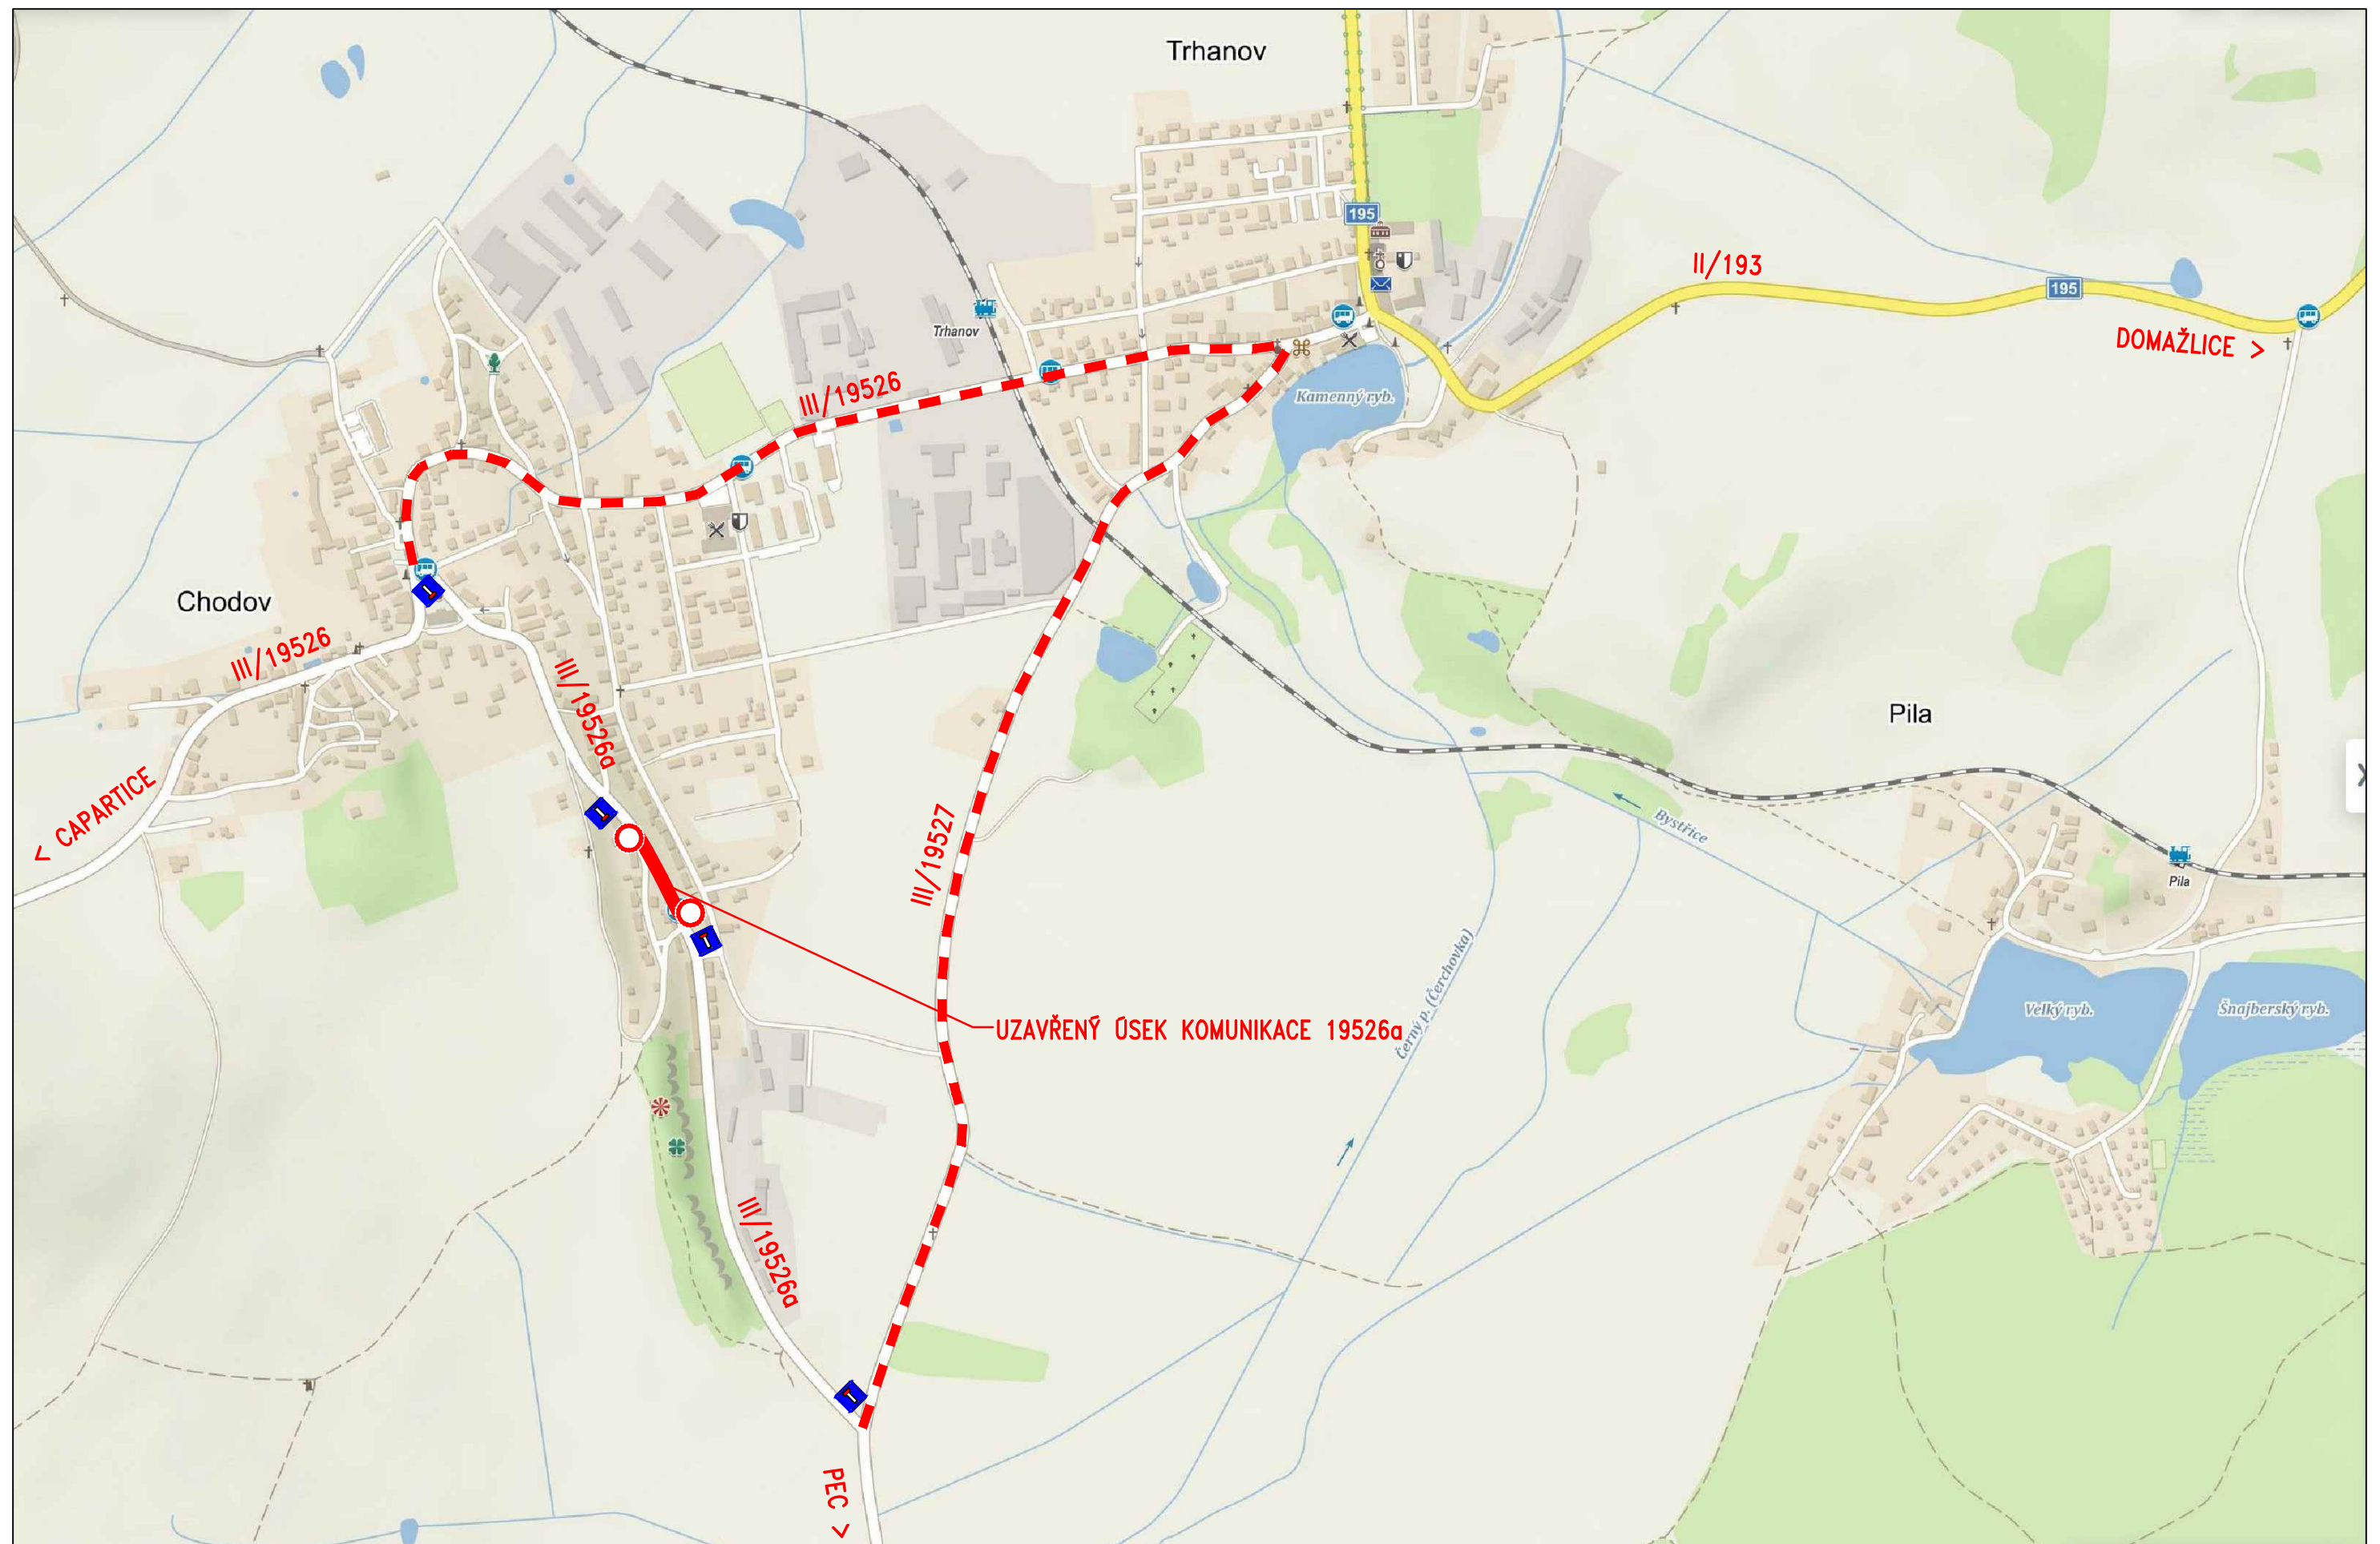 Trhanov
195
II/193
195
DOMAŽLICE >
Trhanov
III/19526
Kamenný ryb.
Chodov
III/19526
III/19526a
Pila
< CAPARTICE
III/19527
Bystřice
Pila
Černý p. (Čerchovka)
Velký ryb.
Šnajberský ryb.
UZAVŘENÝ ÚSEK KOMUNIKACE 19526a
III/19526a
PEC >